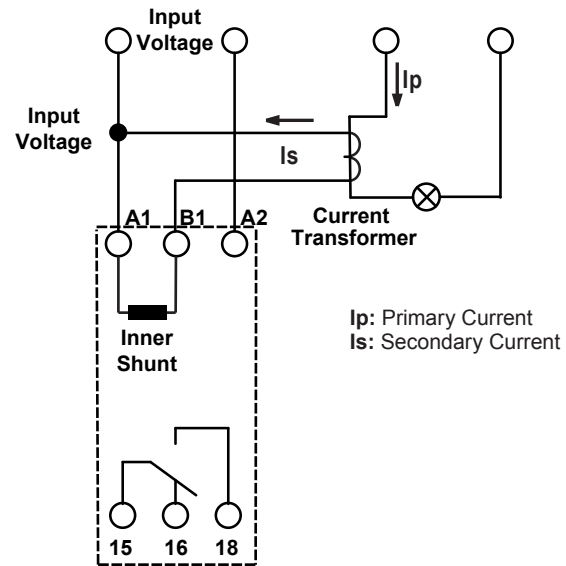 Input
Voltage
Ip
Input
Voltage
Is
A1 B1 A2
Current
Transformer
Inner
Shunt
Ip: Primary Current
Is: Secondary Current
15 16 18